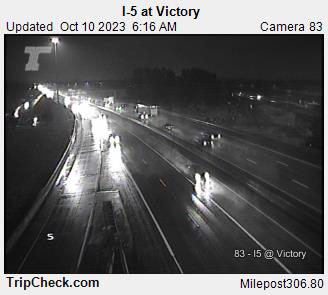 I-5 at Victory
Updated Oct 10 2023 6:16 AM Camera 83
T
S
83 - I5 @ Victory
TripCheck.com Milepost306.80